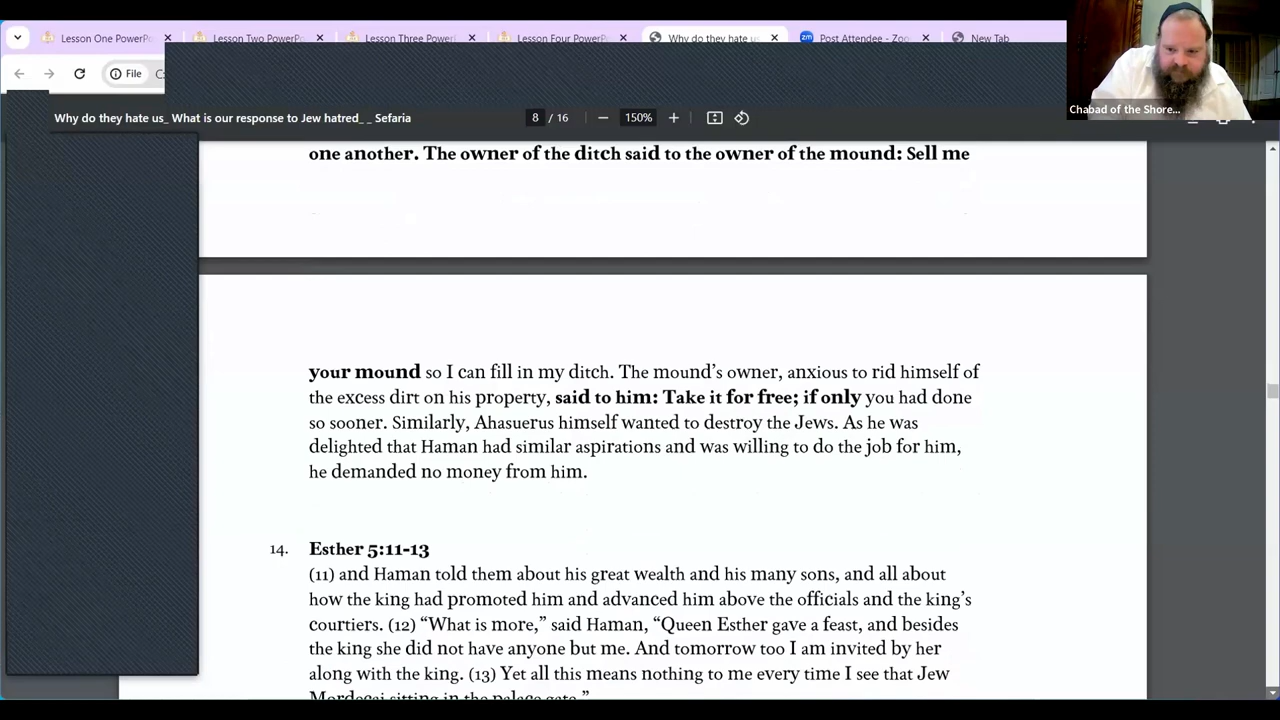 Lesson One PowerP
Lesson Two PowerP
Lesson Three Power
Lesson Four PowerP
Why do they hate us
zm
Post Attendee - Zoo
New Tab
File
C:
Chabad of the Shore...
Why do they hate us_ What is our response to Jew hatred_ _ Sefaria
8 / 16
150%
one another. The owner of the ditch said to the owner of the mound: Sell me
your mound so I can fill in my ditch. The mound's owner, anxious to rid himself of
the excess dirt on his property, said to him: Take it for free; if only you had done
so sooner. Similarly, Ahasuerus himself wanted to destroy the Jews. As he was
delighted that Haman had similar aspirations and was willing to do the job for him,
he demanded no money from him.
14. Esther 5:11-13
(11) and Haman told them about his great wealth and his many sons, and all about
how the king had promoted him and advanced him above the officials and the king's
courtiers. (12) “What is more,” said Haman, “Queen Esther gave a feast, and besides
the king she did not have anyone but me. And tomorrow too I am invited by her
along with the king. (13) Yet all this means nothing to me every time I see that Jew
Mordecai sitting in the palace gate.”